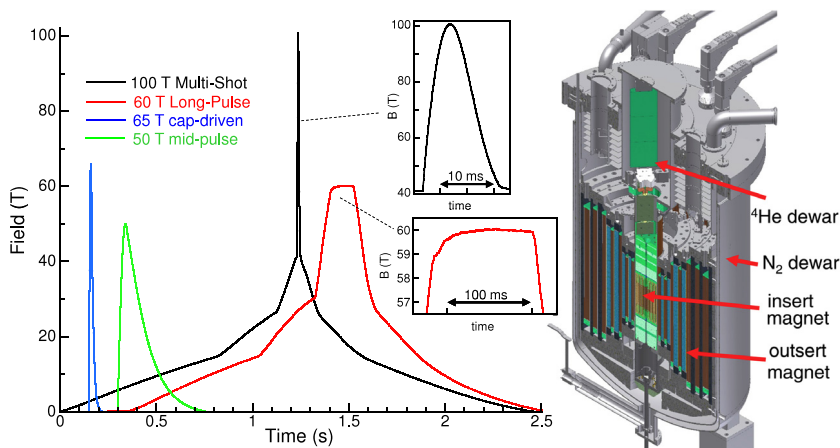 100
80
60
40
20
0
Field (T)
0
0.5
1
1.5
2.0
2.5
Time (s)
100 T Multi-Shot
60 T Long-Pulse
65 T cap-driven
50 T mid-pulse
100
80
60
40
B (T)
10 ms
time
60
59
58
57
B (T)
100 ms
time
⁴He dewar
N₂ dewar
insert
magnet
outsert
magnet